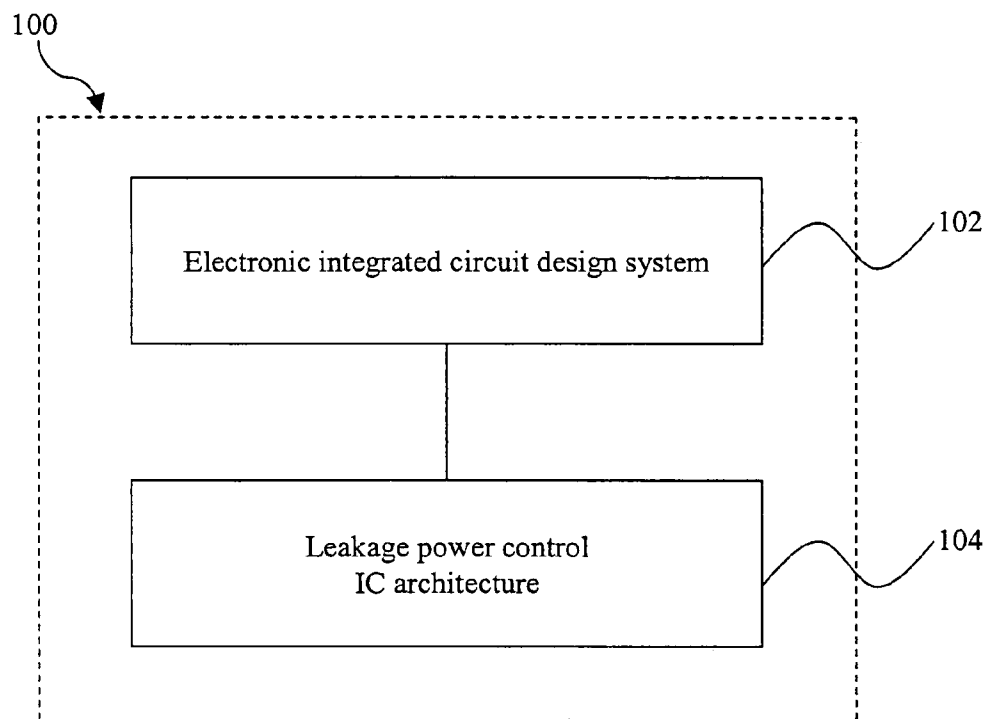 100
Electronic integrated circuit design system
102
Leakage power control
IC architecture
104